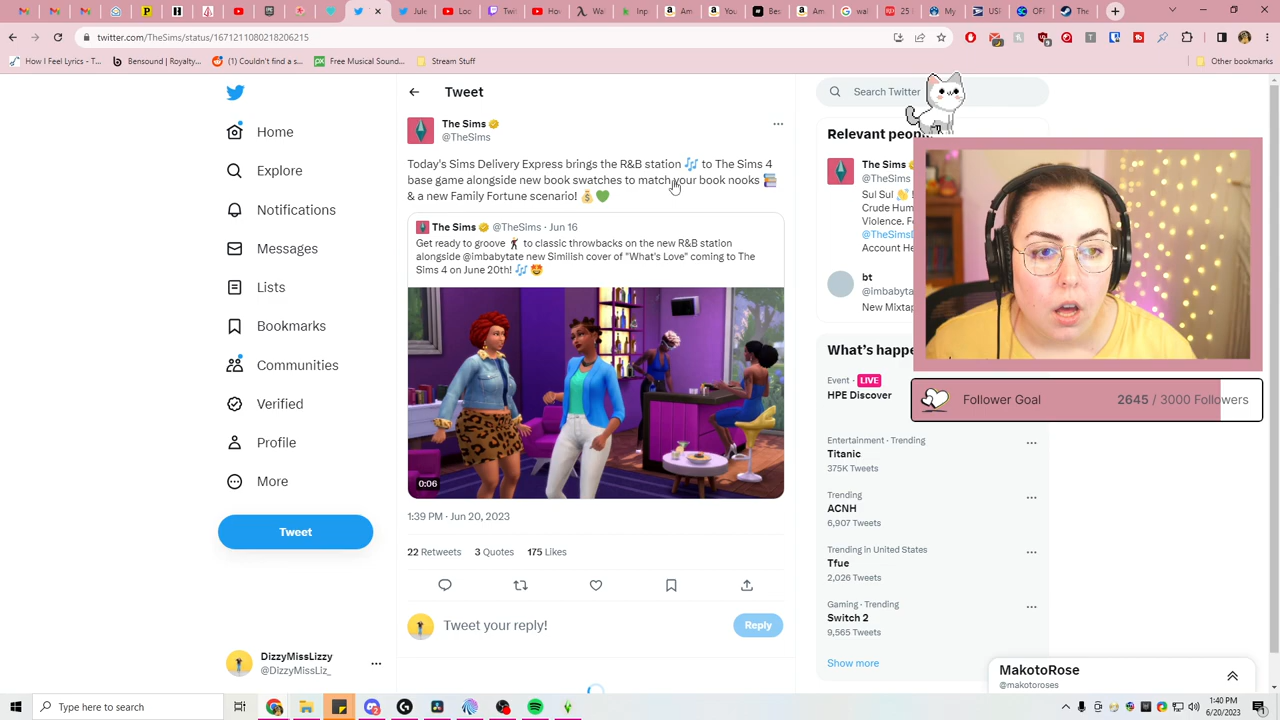 How I Feel Lyrics - T...
Bensound | Royalty...
(1) Couldn't find a s...
Free Musical Sound...
Stream Stuff
Other bookmarks
twitter.com/TheSims/status/1671211080218206215
Home
Explore
Notifications
Messages
Lists
Bookmarks
Communities
Verified
Profile
More
Tweet
DizzyMissLizzy
@DizzyMissLiz_
Tweet
The Sims
@TheSims
Today's Sims Delivery Express brings the R&B station 🎶 to The Sims 4
base game alongside new book swatches to match your book nooks 📚
& a new Family Fortune scenario! 💰 💚
The Sims @TheSims · Jun 16
Get ready to groove 🕺 to classic throwbacks on the new R&B station
alongside @imbabytate new Simlish cover of "What's Love" coming to The
Sims 4 on June 20th! 🎶 🤩
0:06
1:39 PM · Jun 20, 2023
22 Retweets 3 Quotes 175 Likes
Tweet your reply!
Reply
Search Twitter
Relevant peop
The Sims
@TheSims
Sul Sul 👋 !
Crude Hum
Violence. F
@TheSimsD
Account He
bt
@imbabyta
New Mixtap
What's happe
Event · LIVE
HPE Discover
Follower Goal 2645 / 3000 Followers
Entertainment · Trending
Titanic
375K Tweets
Trending
ACNH
6,907 Tweets
Trending in United States
Tfue
2,026 Tweets
Gaming · Trending
Switch 2
9,565 Tweets
Show more
MakotoRose
@makotoroses
Type here to search
1:40 PM
6/20/2023